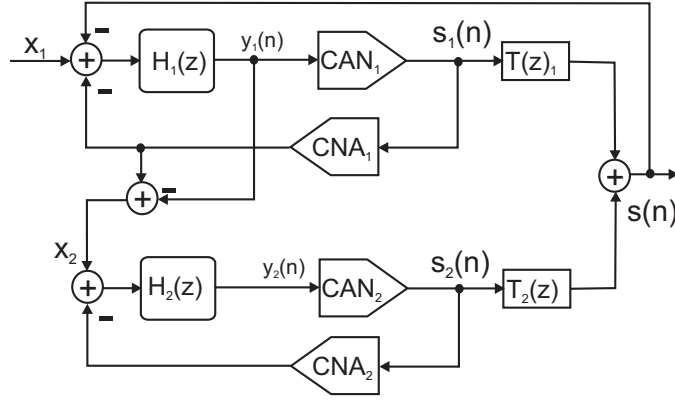 x₁
H₁(z)
y₁(n)
CAN₁
s₁(n)
T(z)₁
CNA₁
s(n)
x₂
H₂(z)
y₂(n)
CAN₂
s₂(n)
T₂(z)
CNA₂